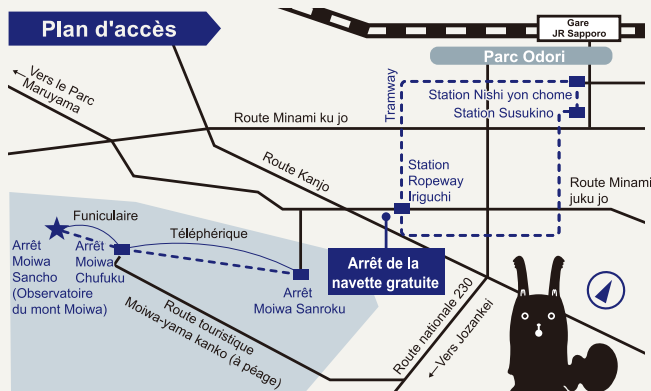 Plan d'accès
Gare
JR Sapporo
Parc Odori
Vers le Parc
Maruyama
Tramway
Station Nishi yon chome
Station Susukino
Route Minami ku jo
Route Kanjo
Station
Ropeway
Iriguchi
Route Minami
juku jo
Funiculaire
Téléphérique
Arrêt
Moiwa
Sancho
(Observatoire
du mont Moiwa)
Arrêt
Moiwa
Chufuku
Arrêt
Moiwa Sanroku
Arrêt de la
navette gratuite
Route touristique
Moiwa-yama kanko (à péage)
Route nationale 230
Vers Jozankei